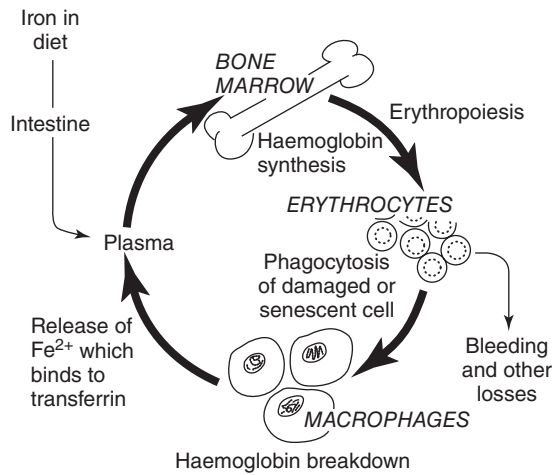 Iron in
diet
Intestine
Plasma
BONE
MARROW
Haemoglobin
synthesis
Erythropoiesis
ERYTHROCYTES
Phagocytosis
of damaged or
senescent cell
Bleeding
and other
losses
MACROPHAGES
Haemoglobin breakdown
Release of
Fe²⁺ which
binds to
transferrin